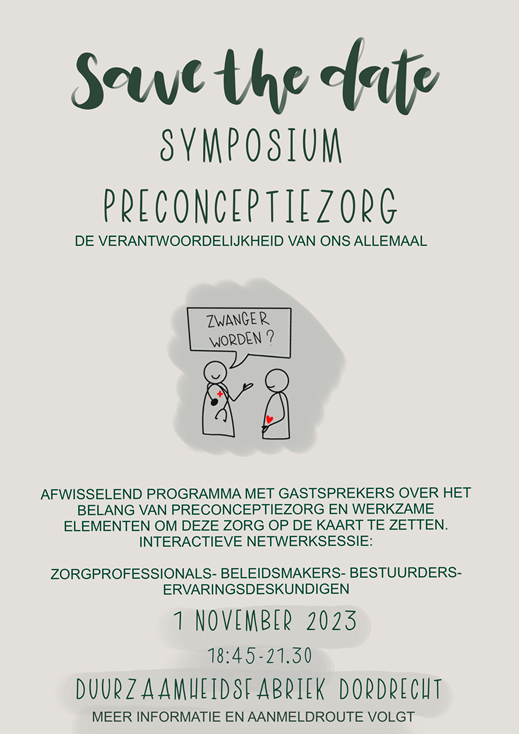 Save the date
SYMPOSIUM
PRECONCEPTIEZORG
DE VERANTWOORDELIJKHEID VAN ONS ALLEMAAL
ZWANGER
WORDEN?
AFWISSELEND PROGRAMMA MET GASTSPREKERS OVER HET
BELANG VAN PRECONCEPTIEZORG EN WERKZAME
ELEMENTEN OM DEZE ZORG OP DE KAART TE ZETTEN.
INTERACTIEVE NETWERKSESSIE:
ZORGPROFESSIONALS- BELEIDSMAKERS- BESTUURDERS-
ERVARINGSDESKUNDIGEN
1 NOVEMBER 2023
18:45-21.30
DUURZAAMHEIDSFABRIEK DORDRECHT
MEER INFORMATIE EN AANMELDROUTE VOLGT